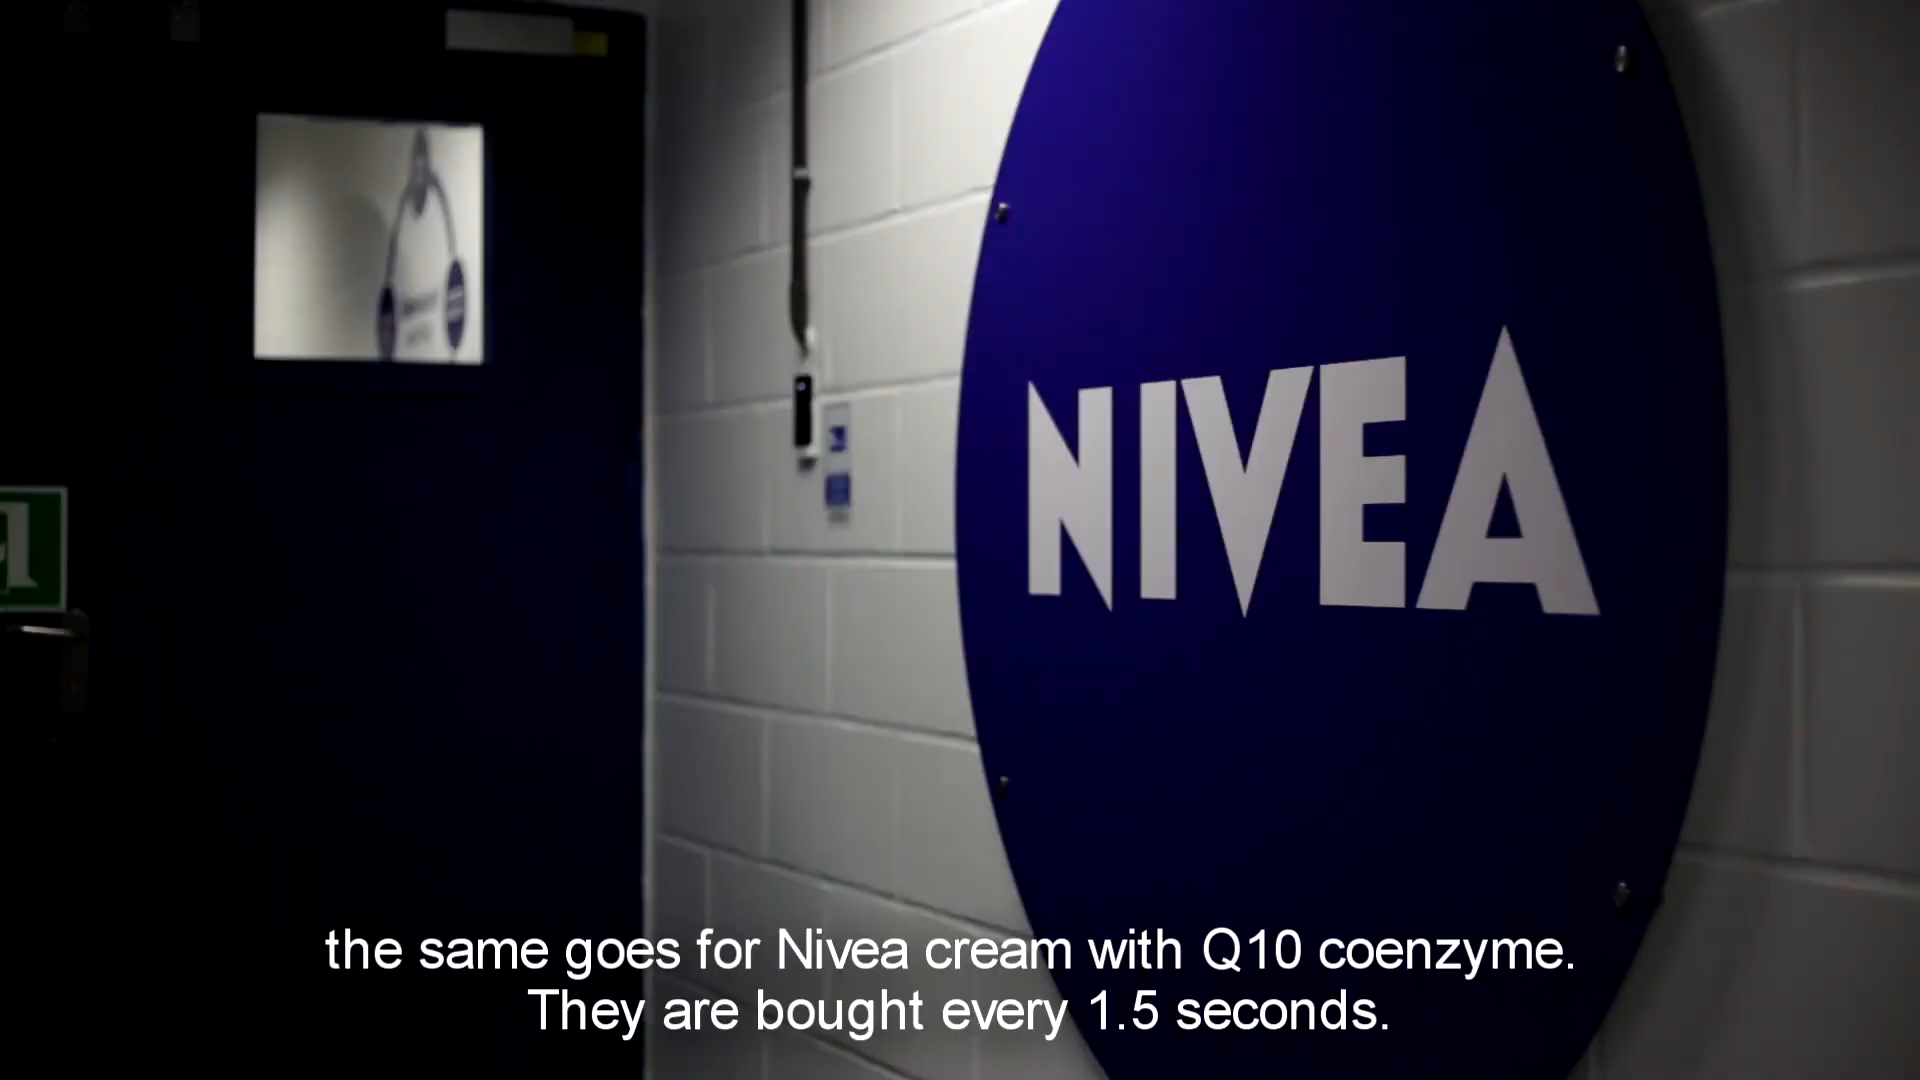 NIVEA
the same goes for Nivea cream with Q10 coenzyme.
They are bought every 1.5 seconds.